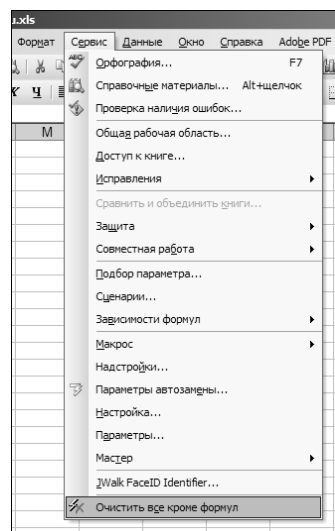 u.xls
Формат Сервис Данные Окно Справка Adobe PDF
Орфография... F7
Справочные материалы... Alt+щелчок
Проверка наличия ошибок...
M
Общая рабочая область...
Доступ к книге...
Исправления
Сравнить и объединить книги...
Защита
Совместная работа
Подбор параметра...
Сценарии...
Зависимости формул
Макрос
Надстройки...
Параметры автозамены...
Настройка...
Параметры...
Мастер
JWalk FaceID Identifier...
Очистить все кроме формул